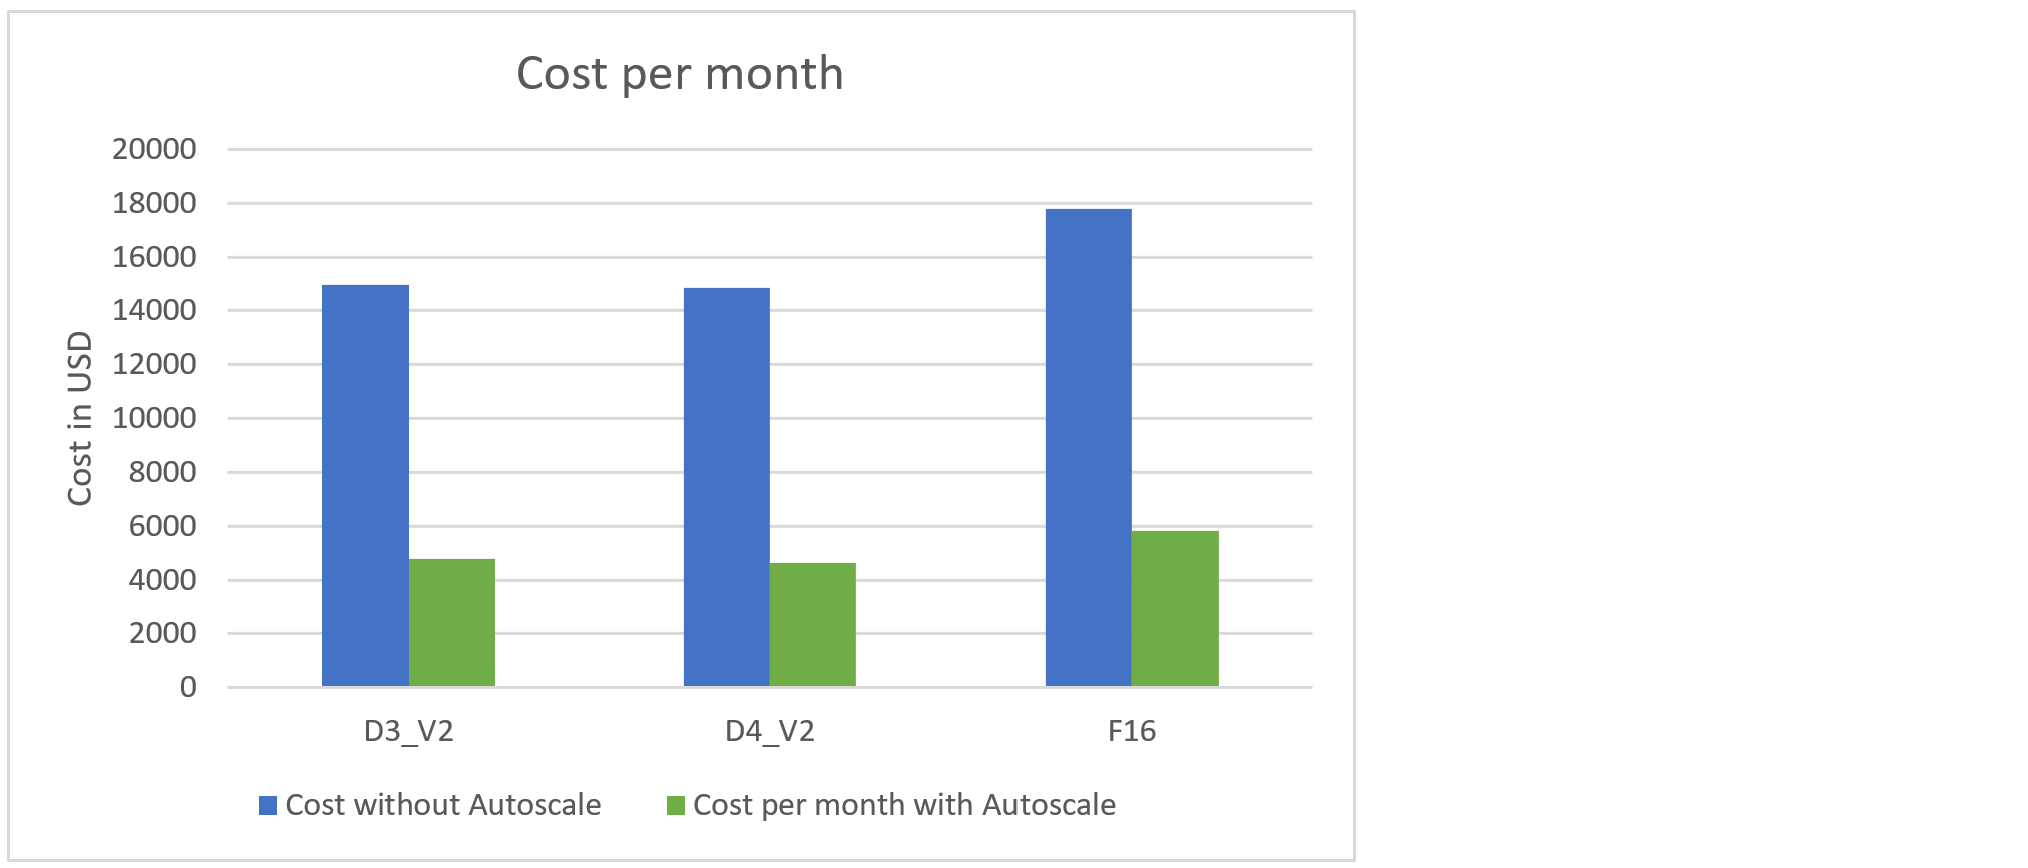 Cost per month
20000
18000
16000
14000
12000
10000
8000
6000
4000
2000
0
Cost in USD
D3_V2 D4_V2 F16
Cost without Autoscale Cost per month with Autoscale